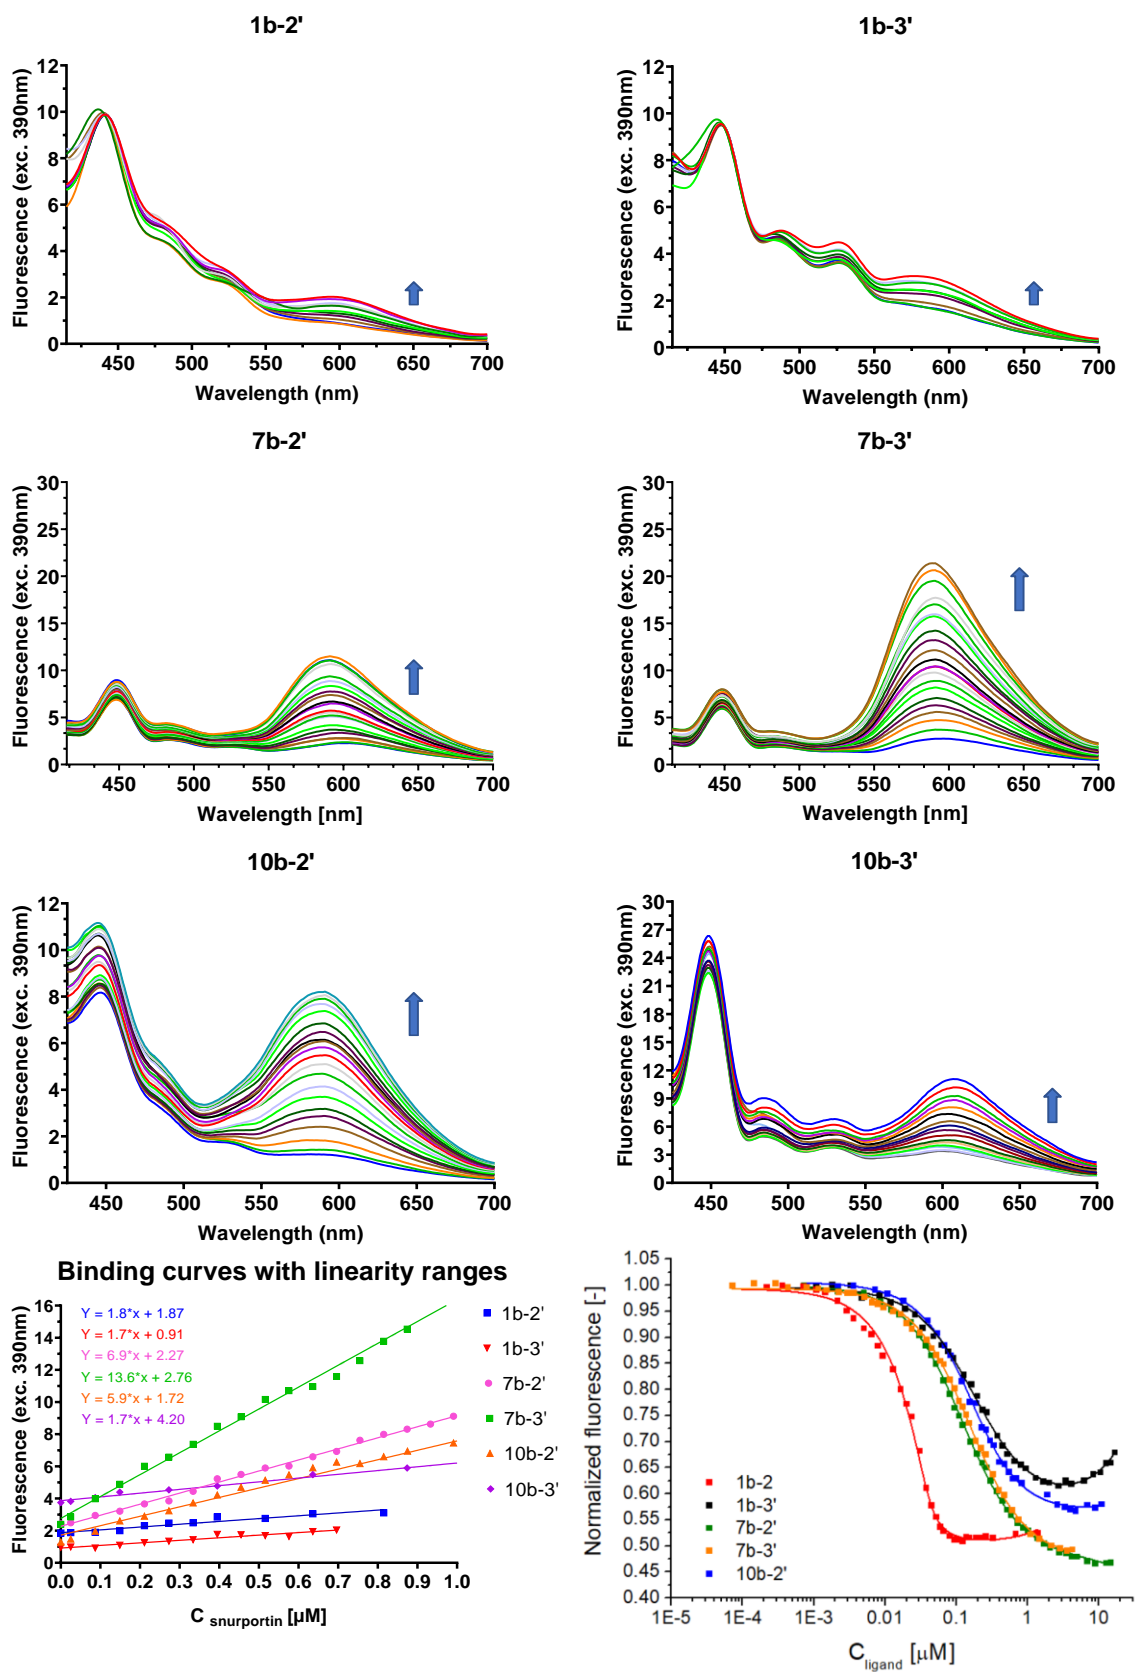 1b-2'
12
10
8
6
4
2
0
Fluorescence (exc. 390nm)
450 500 550 600 650 700
Wavelength (nm)
1b-3'
12
10
8
6
4
2
0
Fluorescence (exc. 390nm)
450 500 550 600 650 700
Wavelength (nm)
7b-2'
30
25
20
15
10
5
0
Fluorescence (exc. 390nm)
450 500 550 600 650 700
Wavelength [nm]
7b-3'
30
25
20
15
10
5
0
Fluorescence (exc. 390nm)
450 500 550 600 650 700
Wavelength [nm]
10b-2'
12
10
8
6
4
2
0
Fluorescence (exc. 390nm)
450 500 550 600 650 700
Wavelength (nm)
10b-3'
30
27
24
21
18
15
12
9
6
3
0
Fluorescence (exc. 390nm)
450 500 550 600 650 700
Wavelength (nm)
Binding curves with linearity ranges
16
14
12
10
8
6
4
2
0
Fluorescence (exc. 390nm)
Y = 1.8*x + 1.87
Y = 1.7*x + 0.91
Y = 6.9*x + 2.27
Y = 13.6*x + 2.76
Y = 5.9*x + 1.72
Y = 1.7*x + 4.20
1b-2'
1b-3'
7b-2'
7b-3'
10b-2'
10b-3'
0.0 0.1 0.2 0.3 0.4 0.5 0.6 0.7 0.8 0.9 1.0
C snurportin [µM]
1.05
1.00
0.95
0.90
0.85
0.80
0.75
0.70
0.65
0.60
0.55
0.50
0.45
0.40
Normalized fluorescence [-]
1b-2
1b-3'
7b-2'
7b-3'
10b-2'
1E-5 1E-4 1E-3 0.01 0.1 1 10
C ligand [µM]